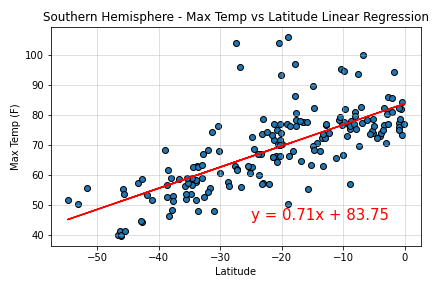 Southern Hemisphere - Max Temp vs Latitude Linear Regression
Max Temp (F)
100
90
80
70
60
50
40
y = 0.71x + 83.75
−50 −40 −30 −20 −10 0
Latitude